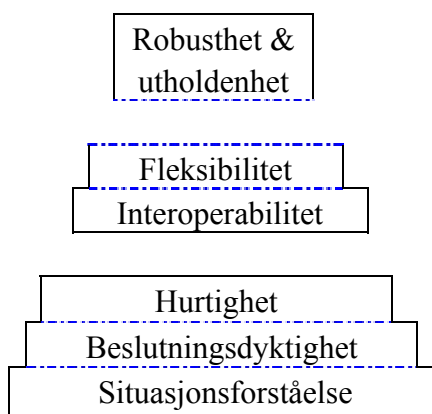 Robusthet &
utholdenhet
Fleksibilitet
Interoperabilitet
Hurtighet
Beslutningsdyktighet
Situasjonsforståelse